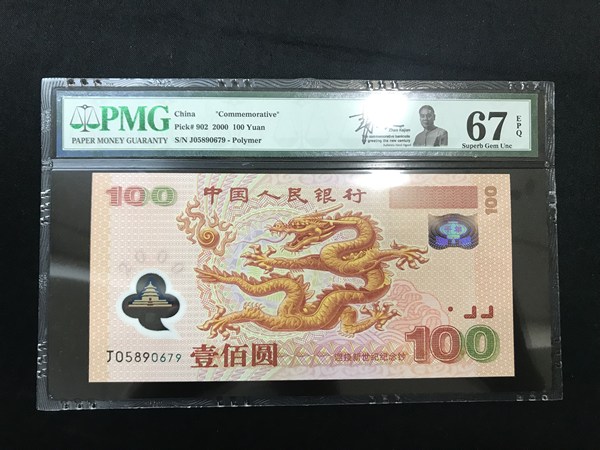 PMG
PAPER MONEY GUARANTY
China "Commemorative"
Pick# 902 2000 100 Yuan
S/N J05890679 - Polymer
67 EPQ
Superb Gem Unc
100 中国人民银行 100
2000
J05890679
壹佰圆
迎接新世纪纪念钞
100